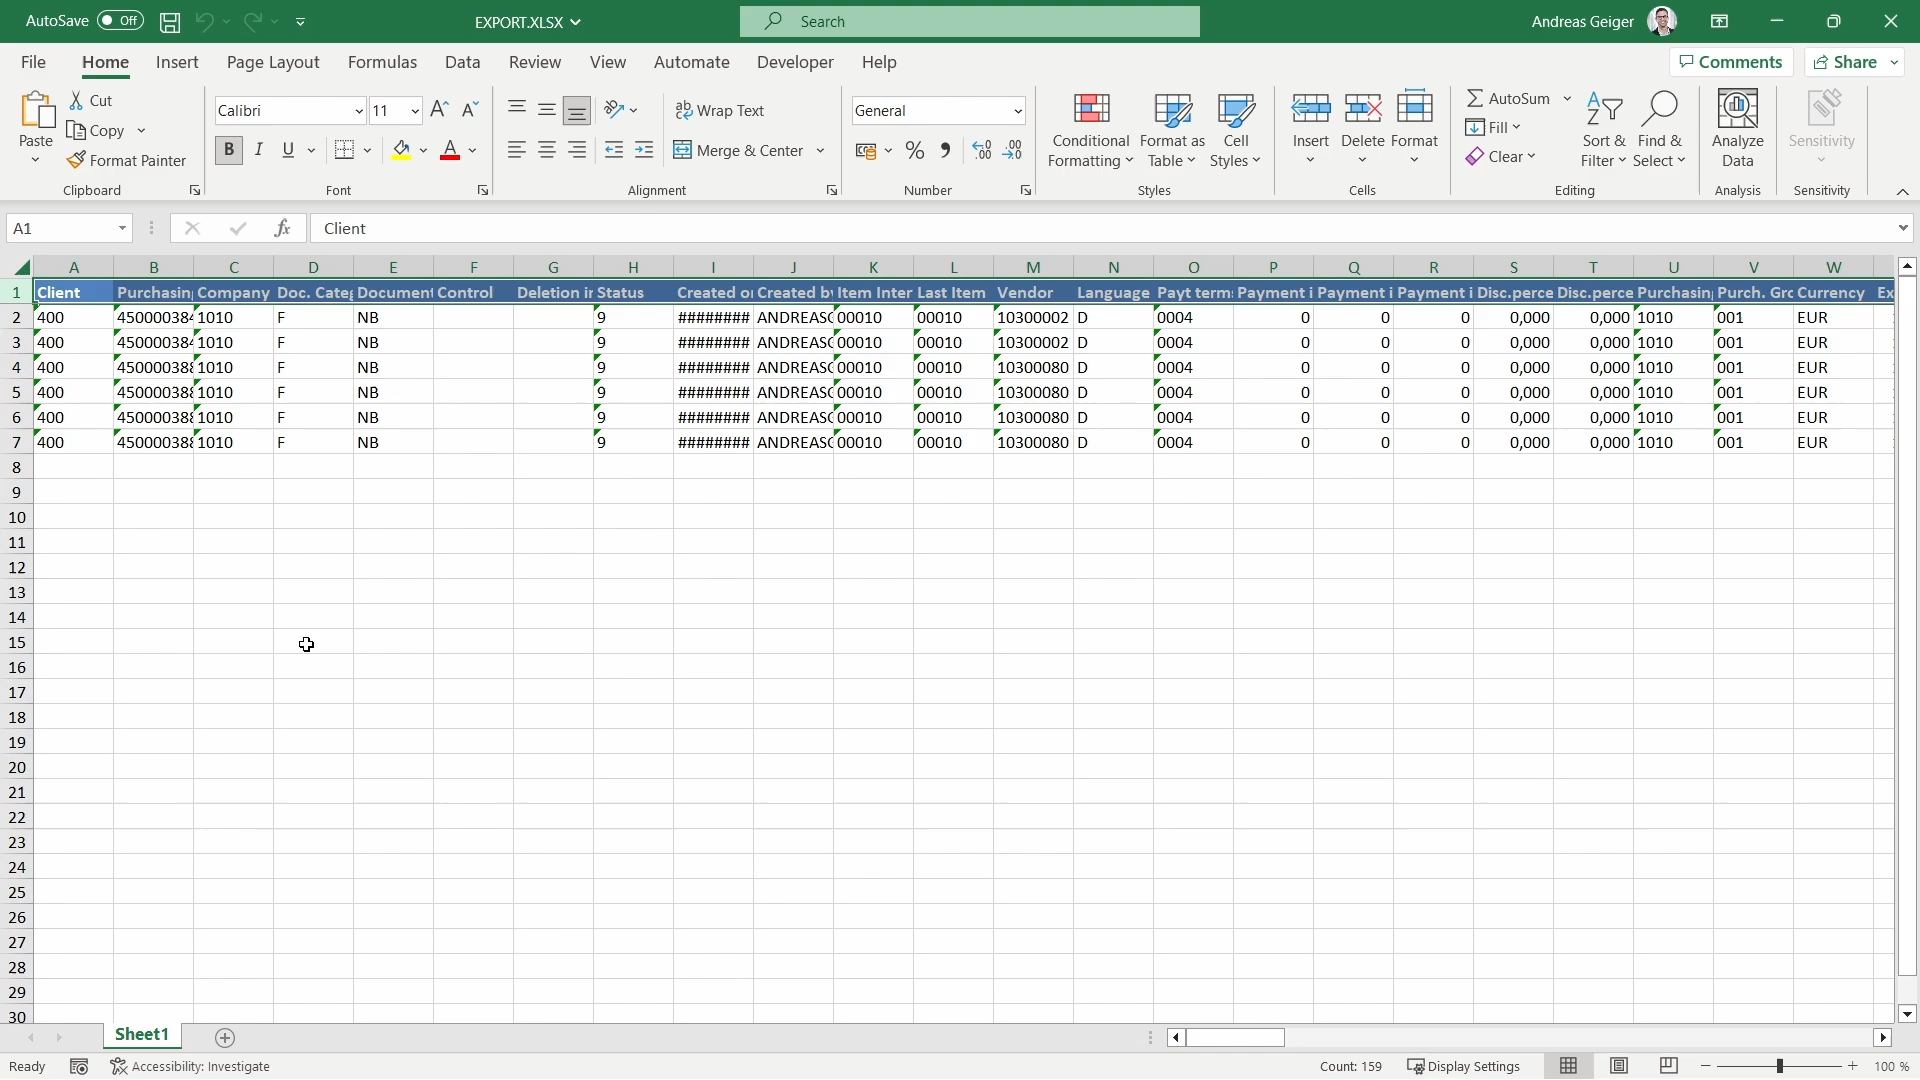 AutoSave Off EXPORT.XLSX Search Andreas Geiger
File Home Insert Page Layout Formulas Data Review View Automate Developer Help Comments Share
Paste Cut Copy Format Painter Clipboard
Calibri 11 B I U A Font
ab Wrap Text Merge & Center Alignment
General % Number
Conditional Formatting Format as Table Cell Styles Styles
Insert Delete Format Cells
AutoSum Fill Clear Sort & Filter Find & Select Editing
Analyze Data Analysis
Sensitivity Sensitivity
A1 fx Client
A B C D E F G H I J K L M N O P Q R S T U V W
1 Client Purchasin Company Doc. Categ Document Control Deletion in Status Created on Created by Item Inter Last Item Vendor Language Payt term Payment i Payment i Payment i Disc.perce Disc.perce Purchasin Purch. Gro Currency Ex
2 400 450000384 1010 F NB 9 ######## ANDREASG 00010 00010 10300002 D 0004 0 0 0 0,000 0,000 1010 001 EUR
3 400 450000384 1010 F NB 9 ######## ANDREASG 00010 00010 10300002 D 0004 0 0 0 0,000 0,000 1010 001 EUR
4 400 450000388 1010 F NB 9 ######## ANDREASG 00010 00010 10300080 D 0004 0 0 0 0,000 0,000 1010 001 EUR
5 400 450000388 1010 F NB 9 ######## ANDREASG 00010 00010 10300080 D 0004 0 0 0 0,000 0,000 1010 001 EUR
6 400 450000388 1010 F NB 9 ######## ANDREASG 00010 00010 10300080 D 0004 0 0 0 0,000 0,000 1010 001 EUR
7 400 450000388 1010 F NB 9 ######## ANDREASG 00010 00010 10300080 D 0004 0 0 0 0,000 0,000 1010 001 EUR
8
9
10
11
12
13
14
15
16
17
18
19
20
21
22
23
24
25
26
27
28
29
30
Sheet1
Ready Accessibility: Investigate Count: 159 Display Settings 100 %